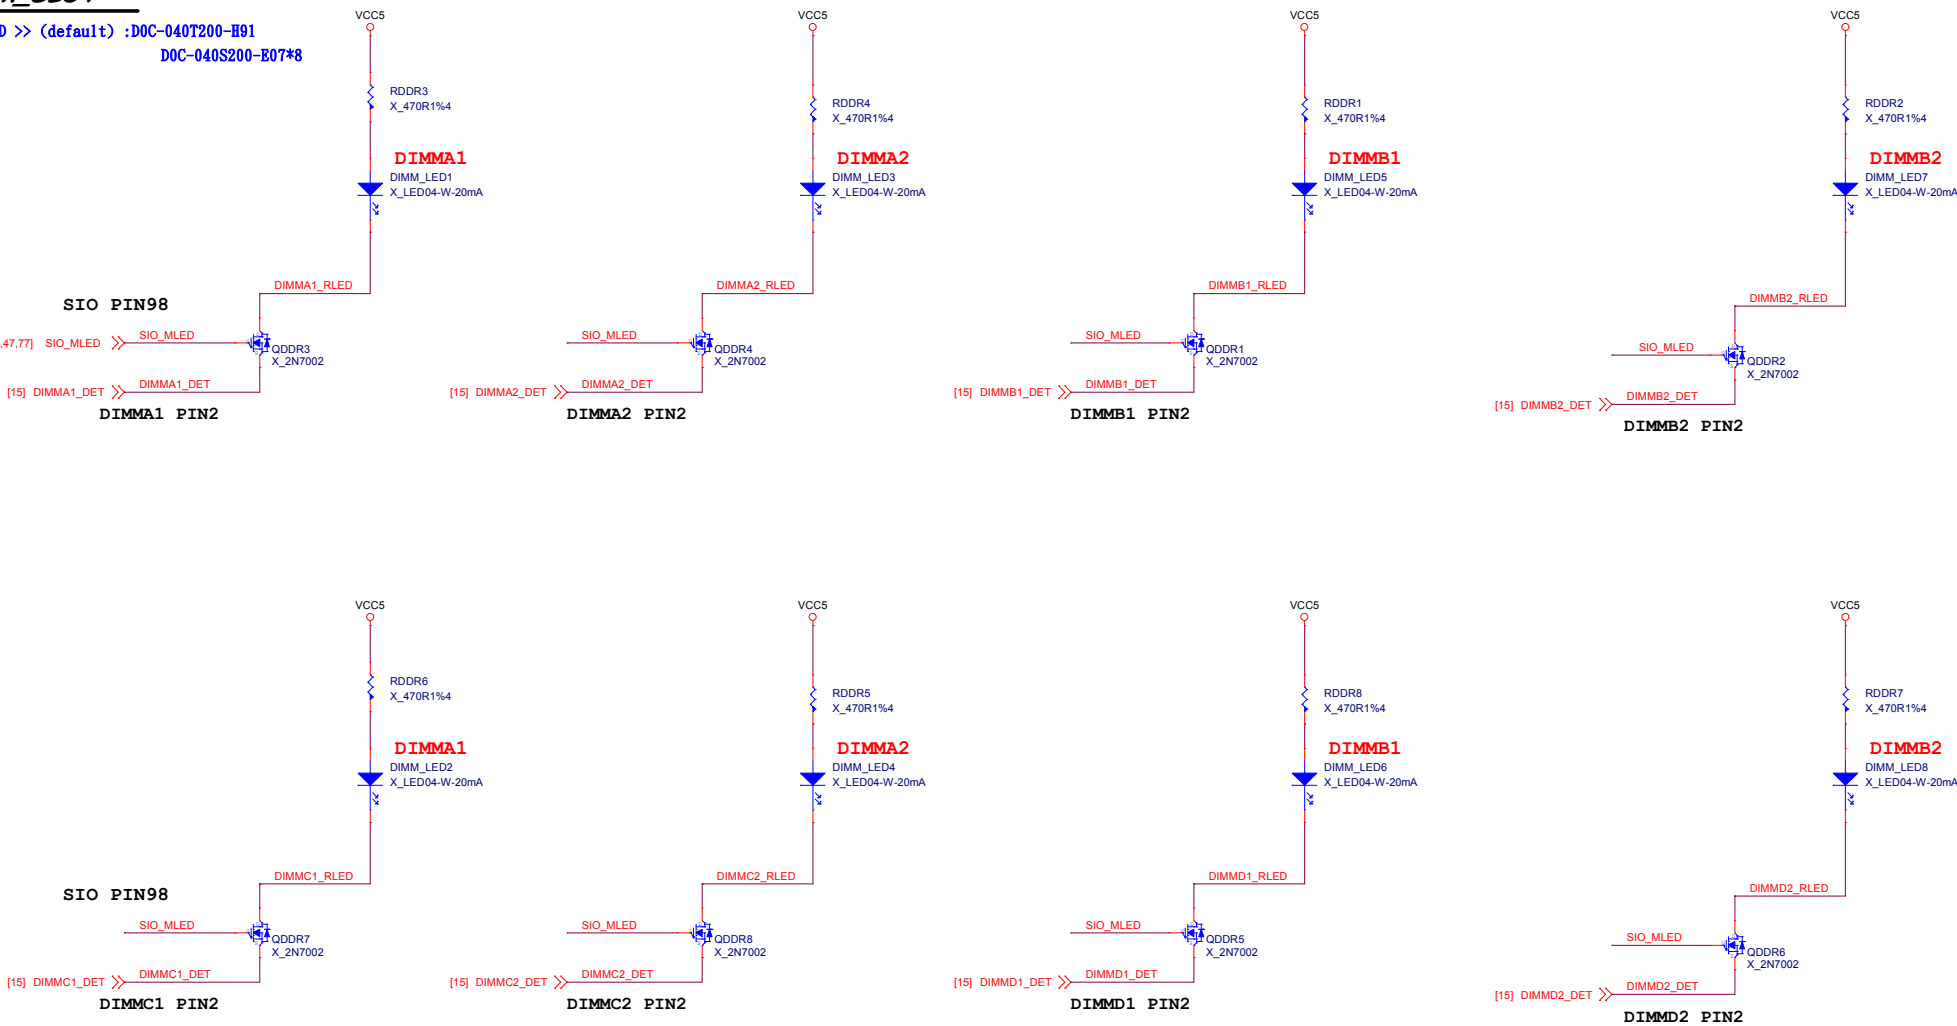 D >> (default) :D0C-040T200-H91
D0C-040S200-E07*8
VCC5
RDDR3
X_470R1%4
DIMMA1
DIMM_LED1
X_LED04-W-20mA
DIMMA1_RLED
SIO PIN98
,47,77] SIO_MLED
SIO_MLED
QDDR3
X_2N7002
[15] DIMMA1_DET
DIMMA1_DET
DIMMA1 PIN2
VCC5
RDDR4
X_470R1%4
DIMMA2
DIMM_LED3
X_LED04-W-20mA
DIMMA2_RLED
SIO_MLED
QDDR4
X_2N7002
[15] DIMMA2_DET
DIMMA2_DET
DIMMA2 PIN2
VCC5
RDDR1
X_470R1%4
DIMMB1
DIMM_LED5
X_LED04-W-20mA
DIMMB1_RLED
SIO_MLED
QDDR1
X_2N7002
[15] DIMMB1_DET
DIMMB1_DET
DIMMB1 PIN2
VCC5
RDDR2
X_470R1%4
DIMMB2
DIMM_LED7
X_LED04-W-20mA
DIMMB2_RLED
SIO_MLED
QDDR2
X_2N7002
[15] DIMMB2_DET
DIMMB2_DET
DIMMB2 PIN2
VCC5
RDDR6
X_470R1%4
DIMMA1
DIMM_LED2
X_LED04-W-20mA
DIMMC1_RLED
SIO PIN98
SIO_MLED
QDDR7
X_2N7002
[15] DIMMC1_DET
DIMMC1_DET
DIMMC1 PIN2
VCC5
RDDR5
X_470R1%4
DIMMA2
DIMM_LED4
X_LED04-W-20mA
DIMMC2_RLED
SIO_MLED
QDDR8
X_2N7002
[15] DIMMC2_DET
DIMMC2_DET
DIMMC2 PIN2
VCC5
RDDR8
X_470R1%4
DIMMB1
DIMM_LED6
X_LED04-W-20mA
DIMMD1_RLED
SIO_MLED
QDDR5
X_2N7002
[15] DIMMD1_DET
DIMMD1_DET
DIMMD1 PIN2
VCC5
RDDR7
X_470R1%4
DIMMB2
DIMM_LED8
X_LED04-W-20mA
DIMMD2_RLED
SIO_MLED
QDDR6
X_2N7002
[15] DIMMD2_DET
DIMMD2_DET
DIMMD2 PIN2